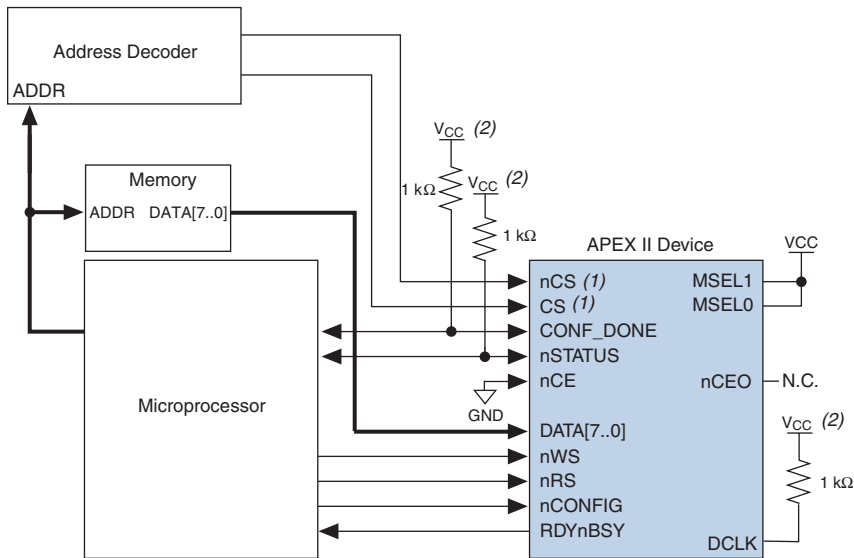 Address Decoder
ADDR
VCC (2)
VCC (2)
1 kΩ
1 kΩ
Memory
ADDR DATA[7..0]
APEX II Device
VCC
nCS (1)
MSEL1
CS (1)
MSEL0
CONF_DONE
nSTATUS
nCE
nCEO
N.C.
GND
Microprocessor
DATA[7..0]
VCC (2)
nWS
nRS
1 kΩ
nCONFIG
RDYnBSY
DCLK